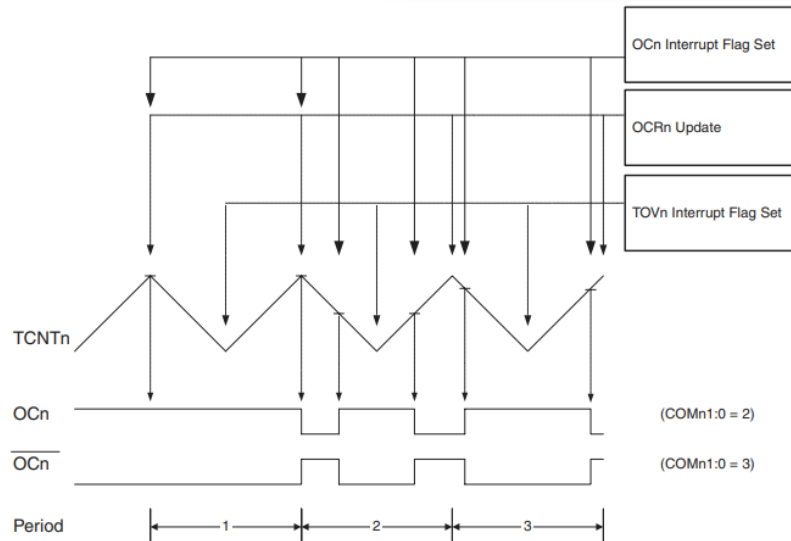 OCn Interrupt Flag Set
OCRn Update
TOVn Interrupt Flag Set
TCNTn
OCn (COMn1:0 = 2)
OCn (COMn1:0 = 3)
Period 1 2 3